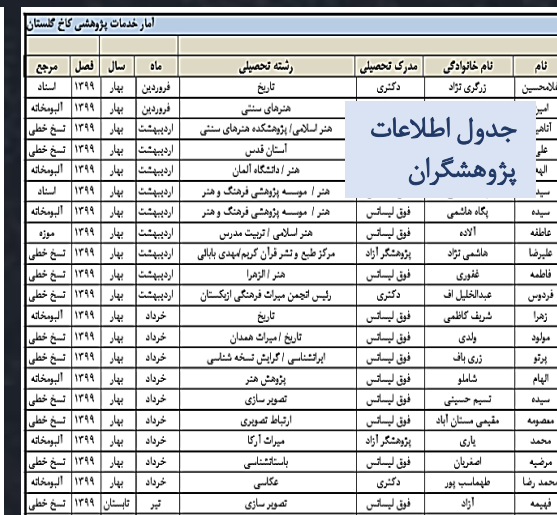 آمار خدمات پژوهشی کاخ گلستان
نام نام خانوادگی مدرک تحصیلی رشته تحصیلی ماه سال فصل مرجع
غلامحسین زرگری نژاد دکتری تاریخ فروردین بهار ۱۳۹۹ اسناد
امیر هنرهای سنتی فروردین بهار ۱۳۹۹ آلبومخانه
هنر اسلامی/ پژوهشکده هنرهای سنتی اردیبهشت بهار ۱۳۹۹ نسخ خطی
علی آستان قدس اردیبهشت بهار ۱۳۹۹ نسخ خطی
الهه هنر / دانشگاه آلمان اردیبهشت بهار ۱۳۹۹ آلبومخانه
جدول اطلاعات
پژوهشگران
هنر / موسسه پژوهشی فرهنگ و هنر اردیبهشت بهار ۱۳۹۹ اسناد
سیده پگاه هاشمی فوق لیسانس هنر / موسسه پژوهشی فرهنگ و هنر اردیبهشت بهار ۱۳۹۹ آلبومخانه
عاطفه آلاده فوق لیسانس هنر اسلامی / تربیت مدرس اردیبهشت بهار ۱۳۹۹ موزه
علیرضا هاشمی نژاد پژوهشگر آزاد مرکز طبع و نشر قرآن کریم/مهدی بابائی اردیبهشت بهار ۱۳۹۹ نسخ خطی
فاطمه غفوری فوق لیسانس هنر / الزهرا اردیبهشت بهار ۱۳۹۹ نسخ خطی
فردوس عبدالخلیل اف دکتری رئیس انجمن میراث فرهنگی ازبکستان اردیبهشت بهار ۱۳۹۹ نسخ خطی
زهرا شریف کاظمی فوق لیسانس تاریخ خرداد بهار ۱۳۹۹ آلبومخانه
مولود ولدی فوق لیسانس تاریخ / میراث همدان خرداد بهار ۱۳۹۹ نسخ خطی
پرتو زری باف فوق لیسانس ایرانشناسی / گرایش نسخه شناسی خرداد بهار ۱۳۹۹ نسخ خطی
الهام شاملو فوق لیسانس پژوهش هنر خرداد بهار ۱۳۹۹ آلبومخانه
سیده نسیم حسینی فوق لیسانس تصویر سازی خرداد بهار ۱۳۹۹ نسخ خطی
معصومه مقیمی مستان آباد فوق لیسانس ارتباط تصویری خرداد بهار ۱۳۹۹ نسخ خطی
محمد یاری پژوهشگر آزاد میراث آرکا خرداد بهار ۱۳۹۹ آلبومخانه
مرضیه اصغریان فوق لیسانس باستانشناسی خرداد بهار ۱۳۹۹ نسخ خطی
محمد رضا طهماسب پور دکتری عکاسی خرداد بهار ۱۳۹۹ آلبومخانه
فهیمه آزاد فوق لیسانس تصویر سازی تیر تابستان ۱۳۹۹ نسخ خطی